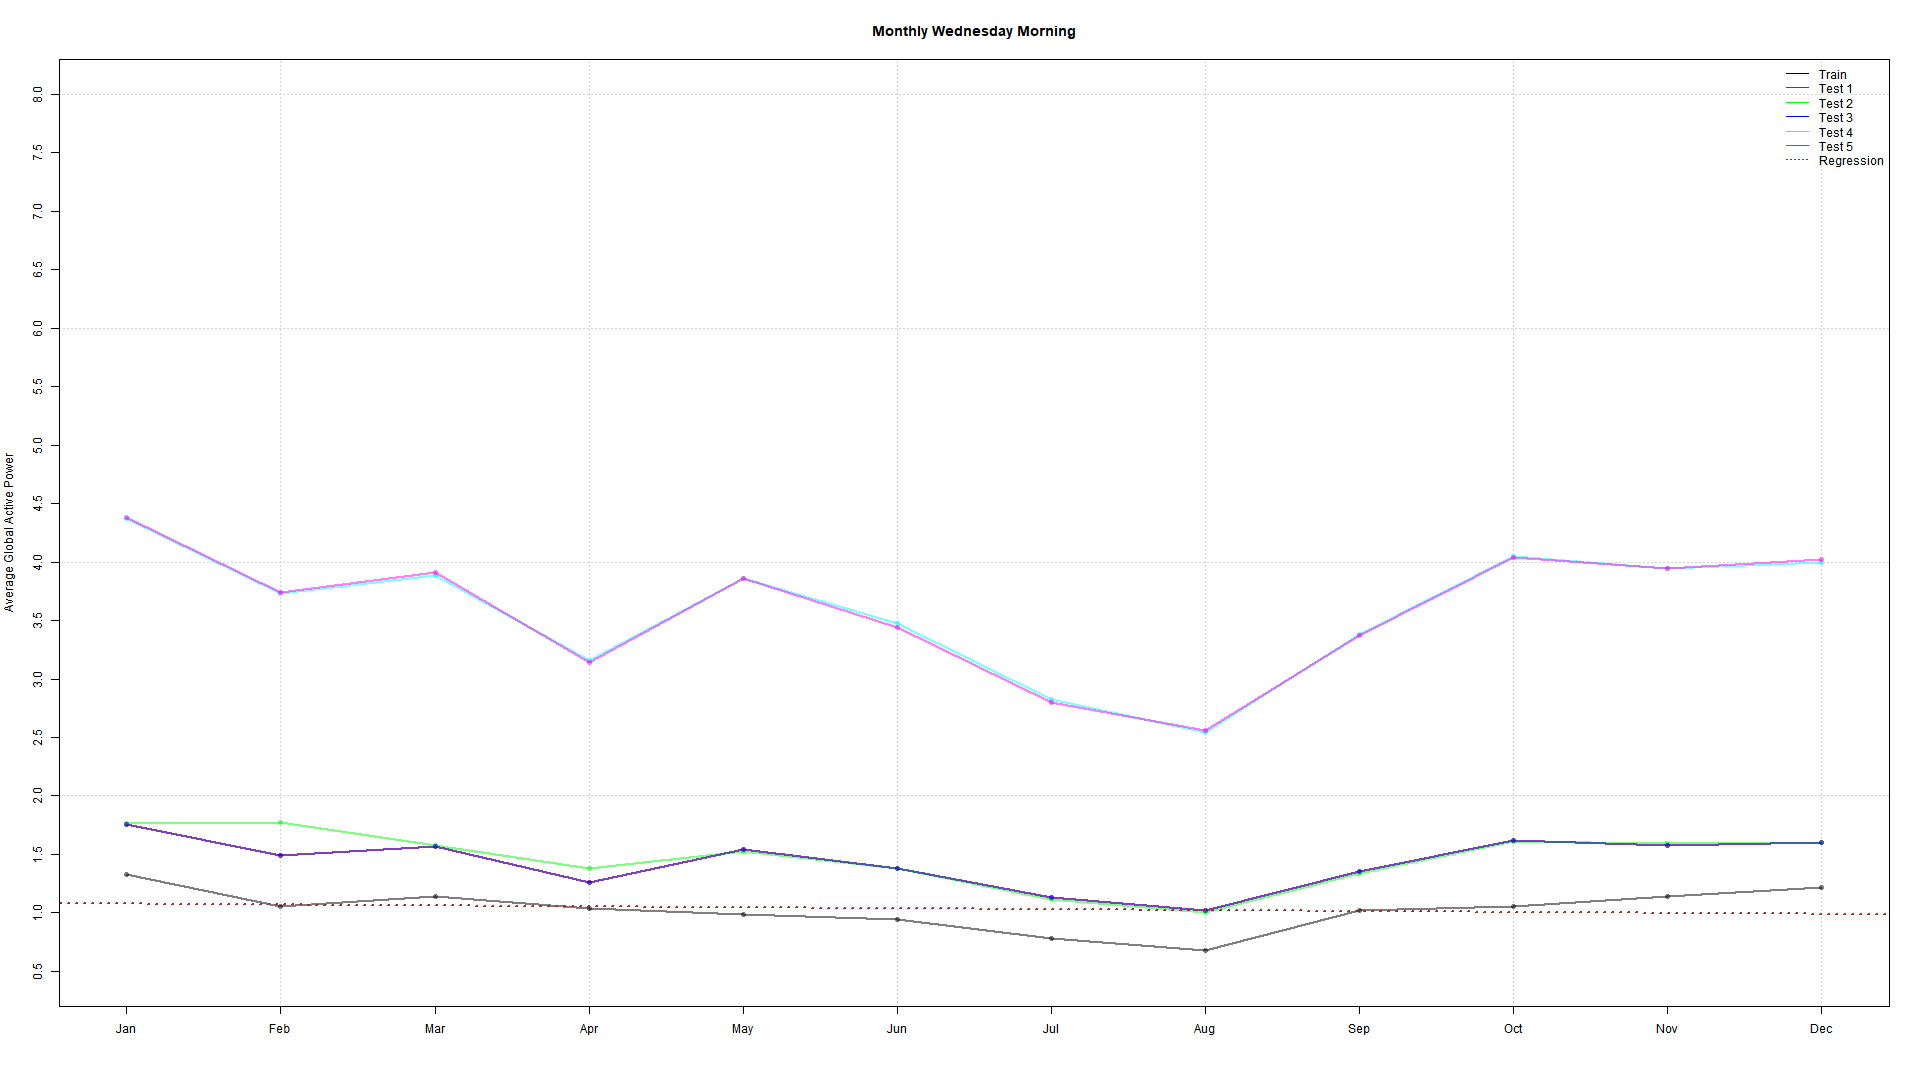 Monthly Wednesday Morning
Train
Test 1
Test 2
Test 3
Test 4
Test 5
Regression
Average Global Active Power
8.0
7.5
7.0
6.5
6.0
5.5
5.0
4.5
4.0
3.5
3.0
2.5
2.0
1.5
1.0
0.5
Jan Feb Mar Apr May Jun Jul Aug Sep Oct Nov Dec